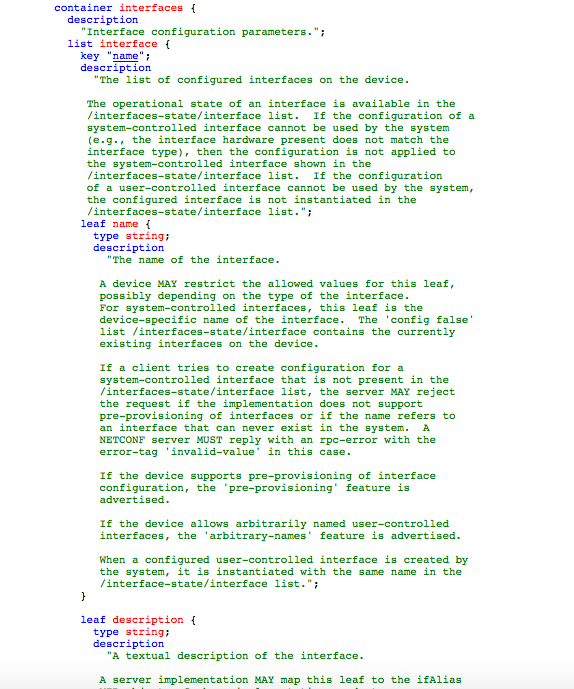 container interfaces {
description
"Interface configuration parameters.";
list interface {
key "name";
description
"The list of configured interfaces on the device.
The operational state of an interface is available in the
/interfaces-state/interface list.  If the configuration of a
system-controlled interface cannot be used by the system
(e.g., the interface hardware present does not match the
interface type), then the configuration is not applied to
the system-controlled interface shown in the
/interfaces-state/interface list.  If the configuration
of a user-controlled interface cannot be used by the system,
the configured interface is not instantiated in the
/interfaces-state/interface list.";
leaf name {
type string;
description
"The name of the interface.
A device MAY restrict the allowed values for this leaf,
possibly depending on the type of the interface.
For system-controlled interfaces, this leaf is the
device-specific name of the interface.  The 'config false'
list /interfaces-state/interface contains the currently
existing interfaces on the device.
If a client tries to create configuration for a
system-controlled interface that is not present in the
/interfaces-state/interface list, the server MAY reject
the request if the implementation does not support
pre-provisioning of interfaces or if the name refers to
an interface that can never exist in the system.  A
NETCONF server MUST reply with an rpc-error with the
error-tag 'invalid-value' in this case.
If the device supports pre-provisioning of interface
configuration, the 'pre-provisioning' feature is
advertised.
If the device allows arbitrarily named user-controlled
interfaces, the 'arbitrary-names' feature is advertised.
When a configured user-controlled interface is created by
the system, it is instantiated with the same name in the
/interface-state/interface list.";
}
leaf description {
type string;
description
"A textual description of the interface.
A server implementation MAY map this leaf to the ifAlias